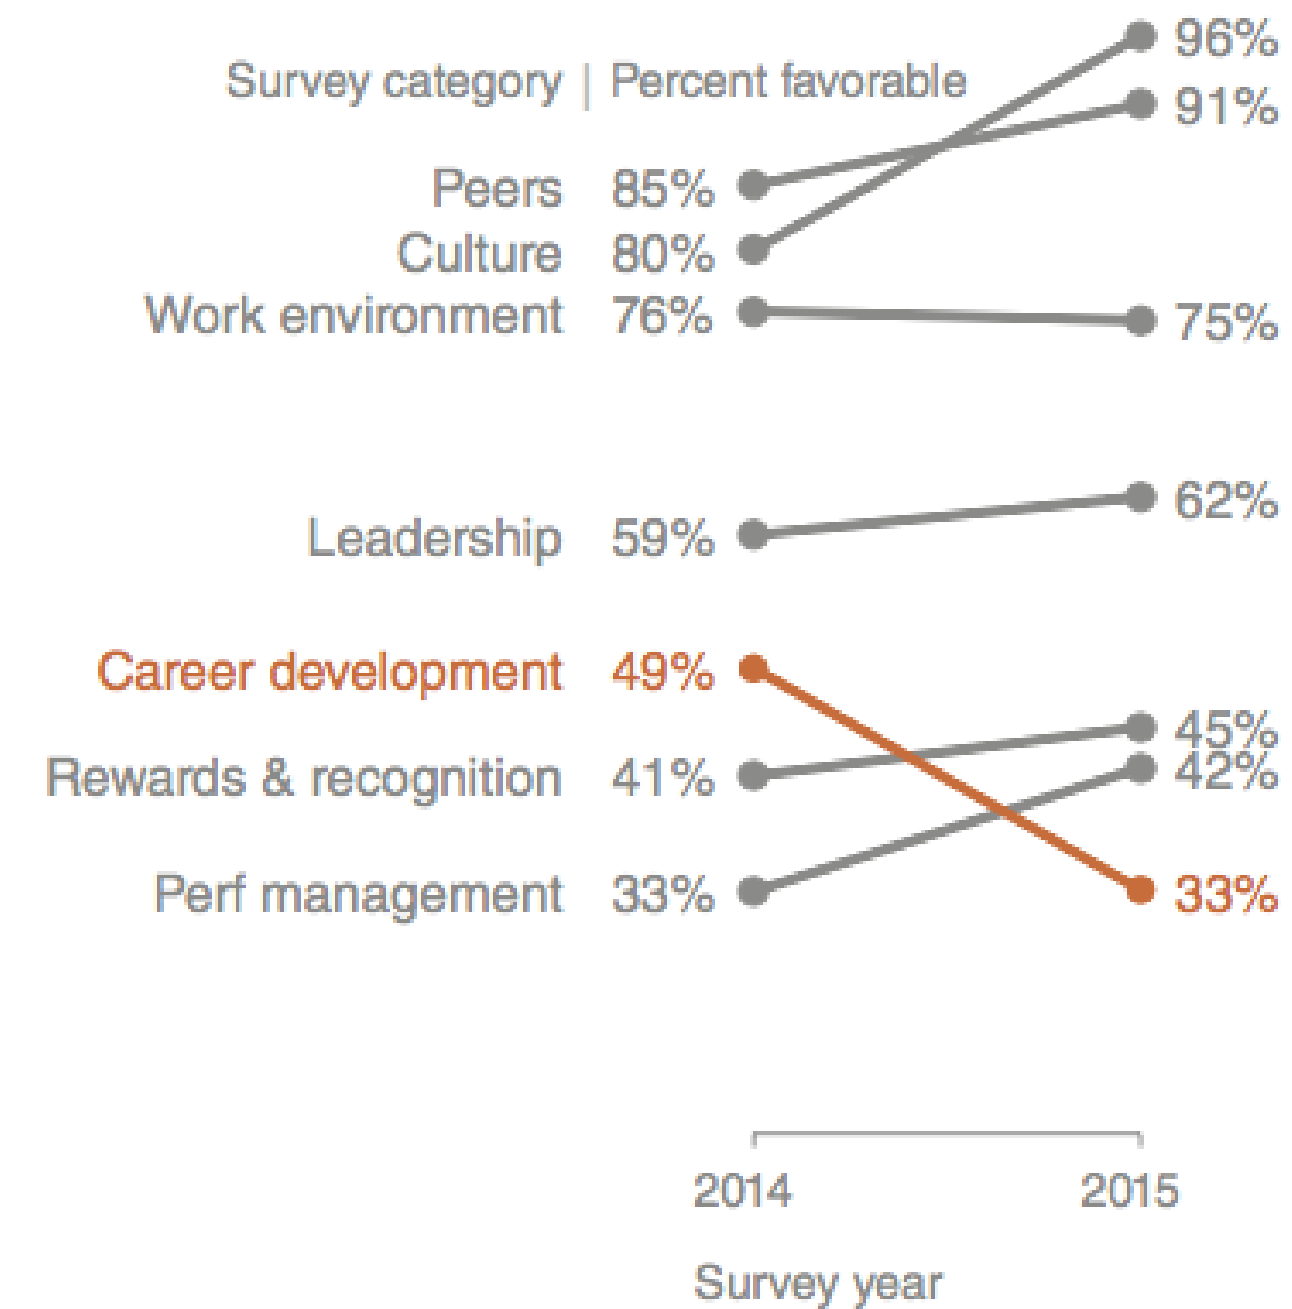 96%
Survey category | Percent favorable
91%
Peers 85%
Culture 80%
Work environment 76% 75%
Leadership 59% 62%
Career development 49%
45%
Rewards & recognition 41% 42%
Perf management 33% 33%
2014 2015
Survey year